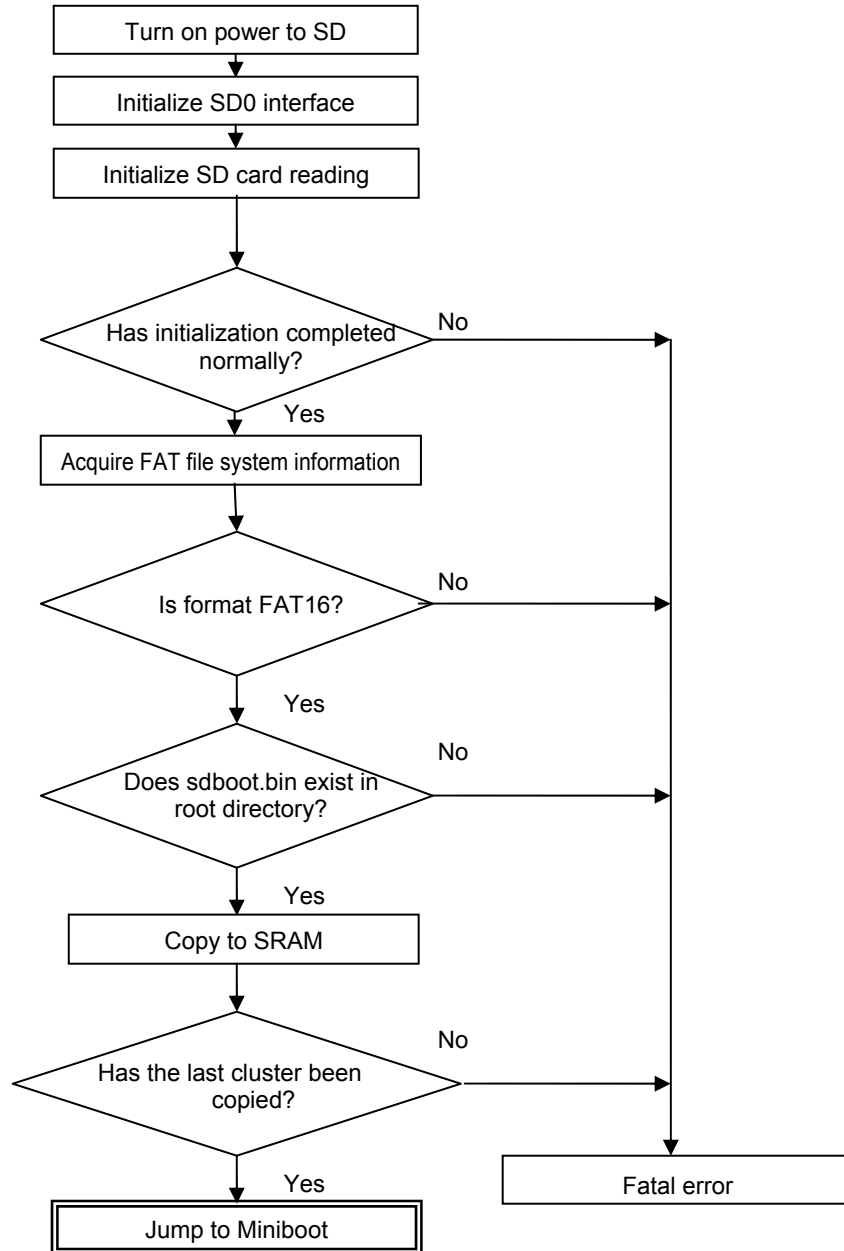 Turn on power to SD
Initialize SD0 interface
Initialize SD card reading
Has initialization completed
normally?
No
Yes
Acquire FAT file system information
Is format FAT16?
No
Yes
Does sdboot.bin exist in
root directory?
No
Yes
Copy to SRAM
Has the last cluster been
copied?
No
Yes
Fatal error
Jump to Miniboot